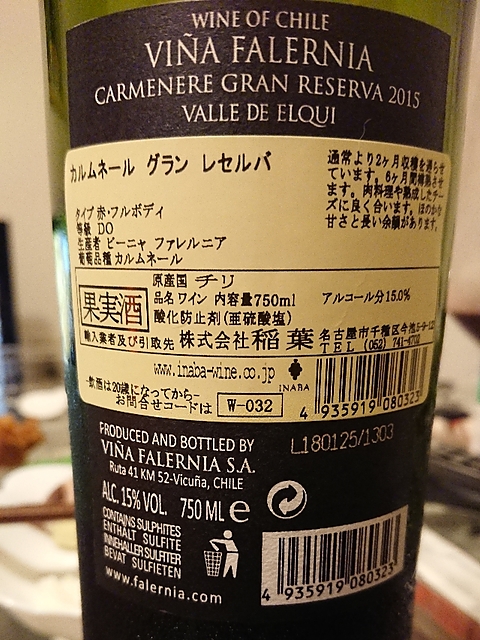 WINE OF CHILE
VIÑA FALERNIA
CARMENERE GRAN RESERVA 2015
VALLE DE ELQUI
カルムネール グラン レセルバ
通常より2ヶ月収穫を遅らせ
ています。6ヶ月間樽熟させ
ます。肉料理や熟成したチー
ズに良く合います。ほのかな
甘さと長い余韻があります。
タイプ 赤・フルボディ
等級 DO
生産者 ビーニャ ファレルニア
葡萄品種 カルムネール
原産国 チリ
果実酒
品名 ワイン 内容量750ml アルコール分15.0%
酸化防止剤(亜硫酸塩)
輸入業者及び引取先 株式会社 稲葉
名古屋市千種区今池5-9-12
TEL (052) 741-4702
www.inaba-wine.co.jp
INABA
-飲酒は20歳になってから-
お問合せコードは W-032
4 935919 080323
PRODUCED AND BOTTLED BY
VIÑA FALERNIA S.A.
Ruta 41 KM 52-Vicuña, CHILE
L180125/1303
ALC. 15% VOL. 750 ML e
CONTAINS SULPHITES
ENTHÄLT SULFITE
INNEHÅLLER SULFITER
BEVAT SULFIETEN
www.falernia.com
4 935919 080323